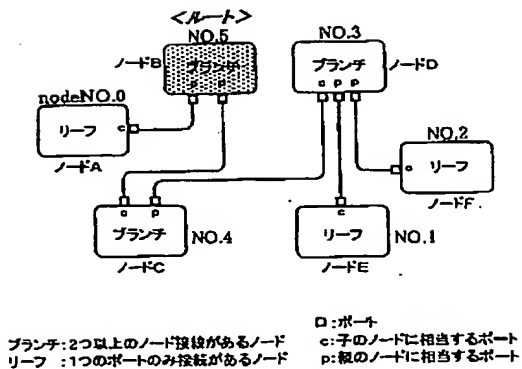 <ルート>
NO.5
ノードB
ブランチ
p
NO.3
ブランチ
ノードD
c p p
nodeNO.0
リーフ c
ノードA
NO.2
c リーフ
ノードF
c p
ブランチ
NO.4
ノードC
c
リーフ
NO.1
ノードE
ロ:ポート
ブランチ:2つ以上のノード接続があるノード
c:子のノードに相当するポート
リーフ :1つのポートのみ接続があるノード
p:親のノードに相当するポート